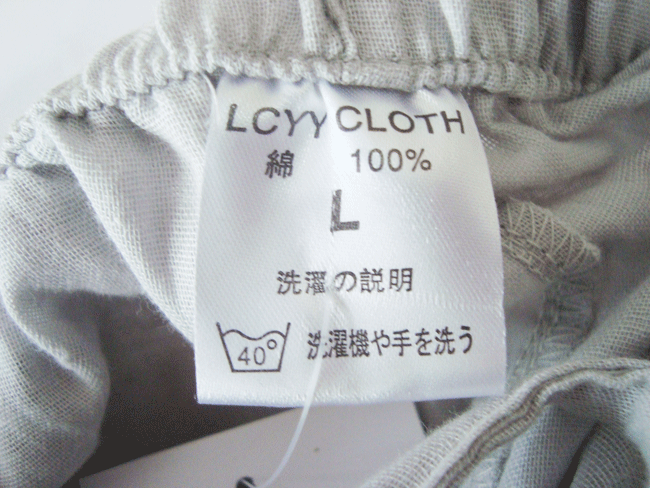 LCYY CLOTH
綿 100%
L
洗濯の説明
40° 洗濯機や手を洗う